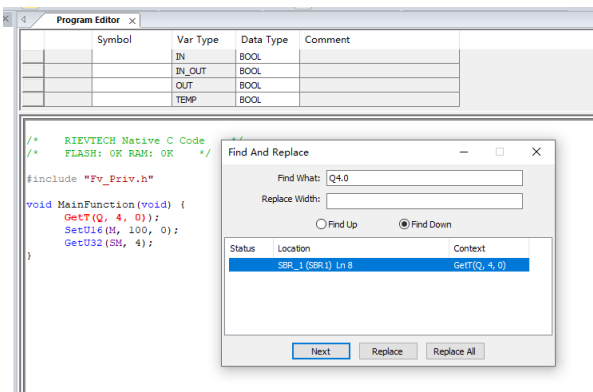 Program Editor
Symbol Var Type Data Type Comment
IN BOOL
IN_OUT BOOL
OUT BOOL
TEMP BOOL
/* RIEVTECH Native C Code */
/* FLASH: OK RAM: OK */
#include "Fv_Priv.h"
void MainFunction(void) {
GetT(Q, 4, 0));
SetU16(M, 100, 0);
GetU32(SM, 4);
}
Find And Replace
Find What: Q4.0
Replace Width:
Find Up Find Down
Status Location Context
SBR_1 (SBR1) Ln 8 GetT(Q, 4, 0)
Next Replace Replace All